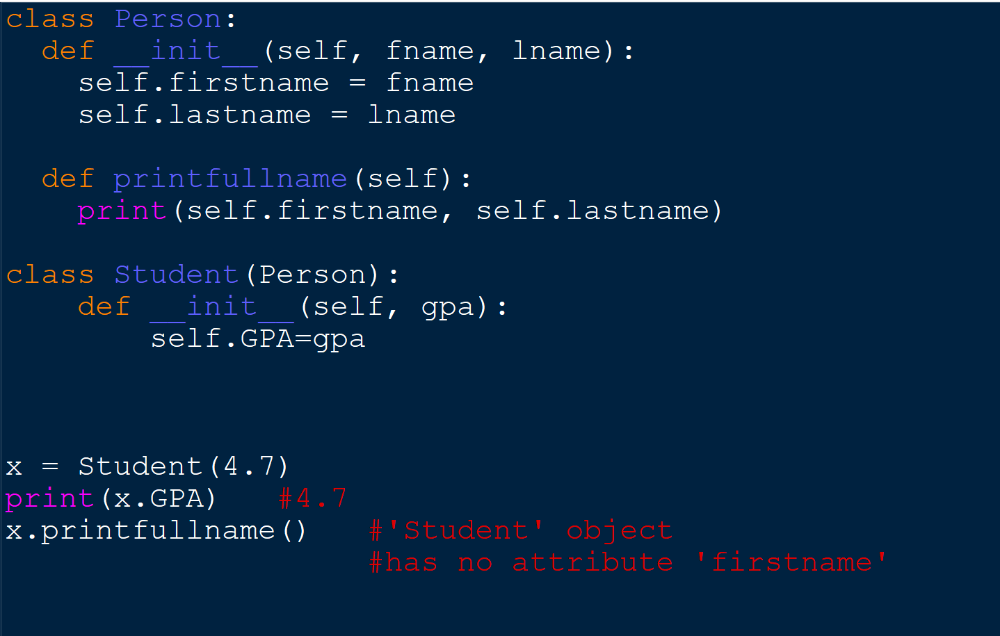 class Person:
  def __init__(self, fname, lname):
    self.firstname = fname
    self.lastname = lname

  def printfullname(self):
    print(self.firstname, self.lastname)

class Student(Person):
    def __init__(self, gpa):
        self.GPA=gpa

x = Student(4.7)
print(x.GPA)   #4.7
x.printfullname()   #'Student' object
                    #has no attribute 'firstname'